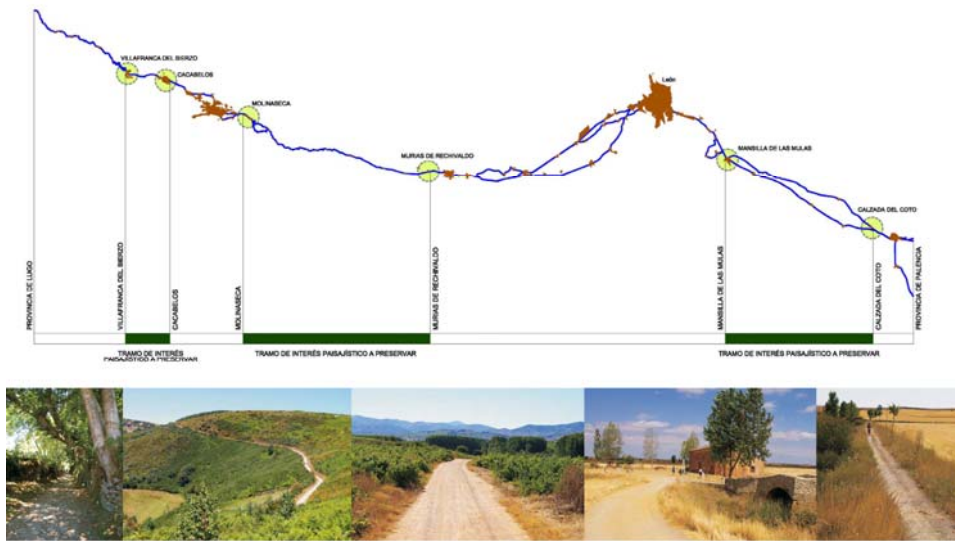 VILLAFRANCA DEL BIERZO
CACABELOS
MOLINASECA
MURIAS DE RECHIVALDO
León
MANSILLA DE LAS MULAS
CALZADA DEL COTO
PROVINCIA DE LUGO
VILLAFRANCA DEL BIERZO
CACABELOS
MOLINASECA
MURIAS DE RECHIVALDO
MANSILLA DE LAS MULAS
CALZADA DEL COTO
PROVINCIA DE PALENCIA
TRAMO DE INTERÉS
PAISAJÍSTICO A PRESERVAR
TRAMO DE INTERÉS PAISAJÍSTICO A PRESERVAR
TRAMO DE INTERÉS PAISAJÍSTICO A PRESERVAR